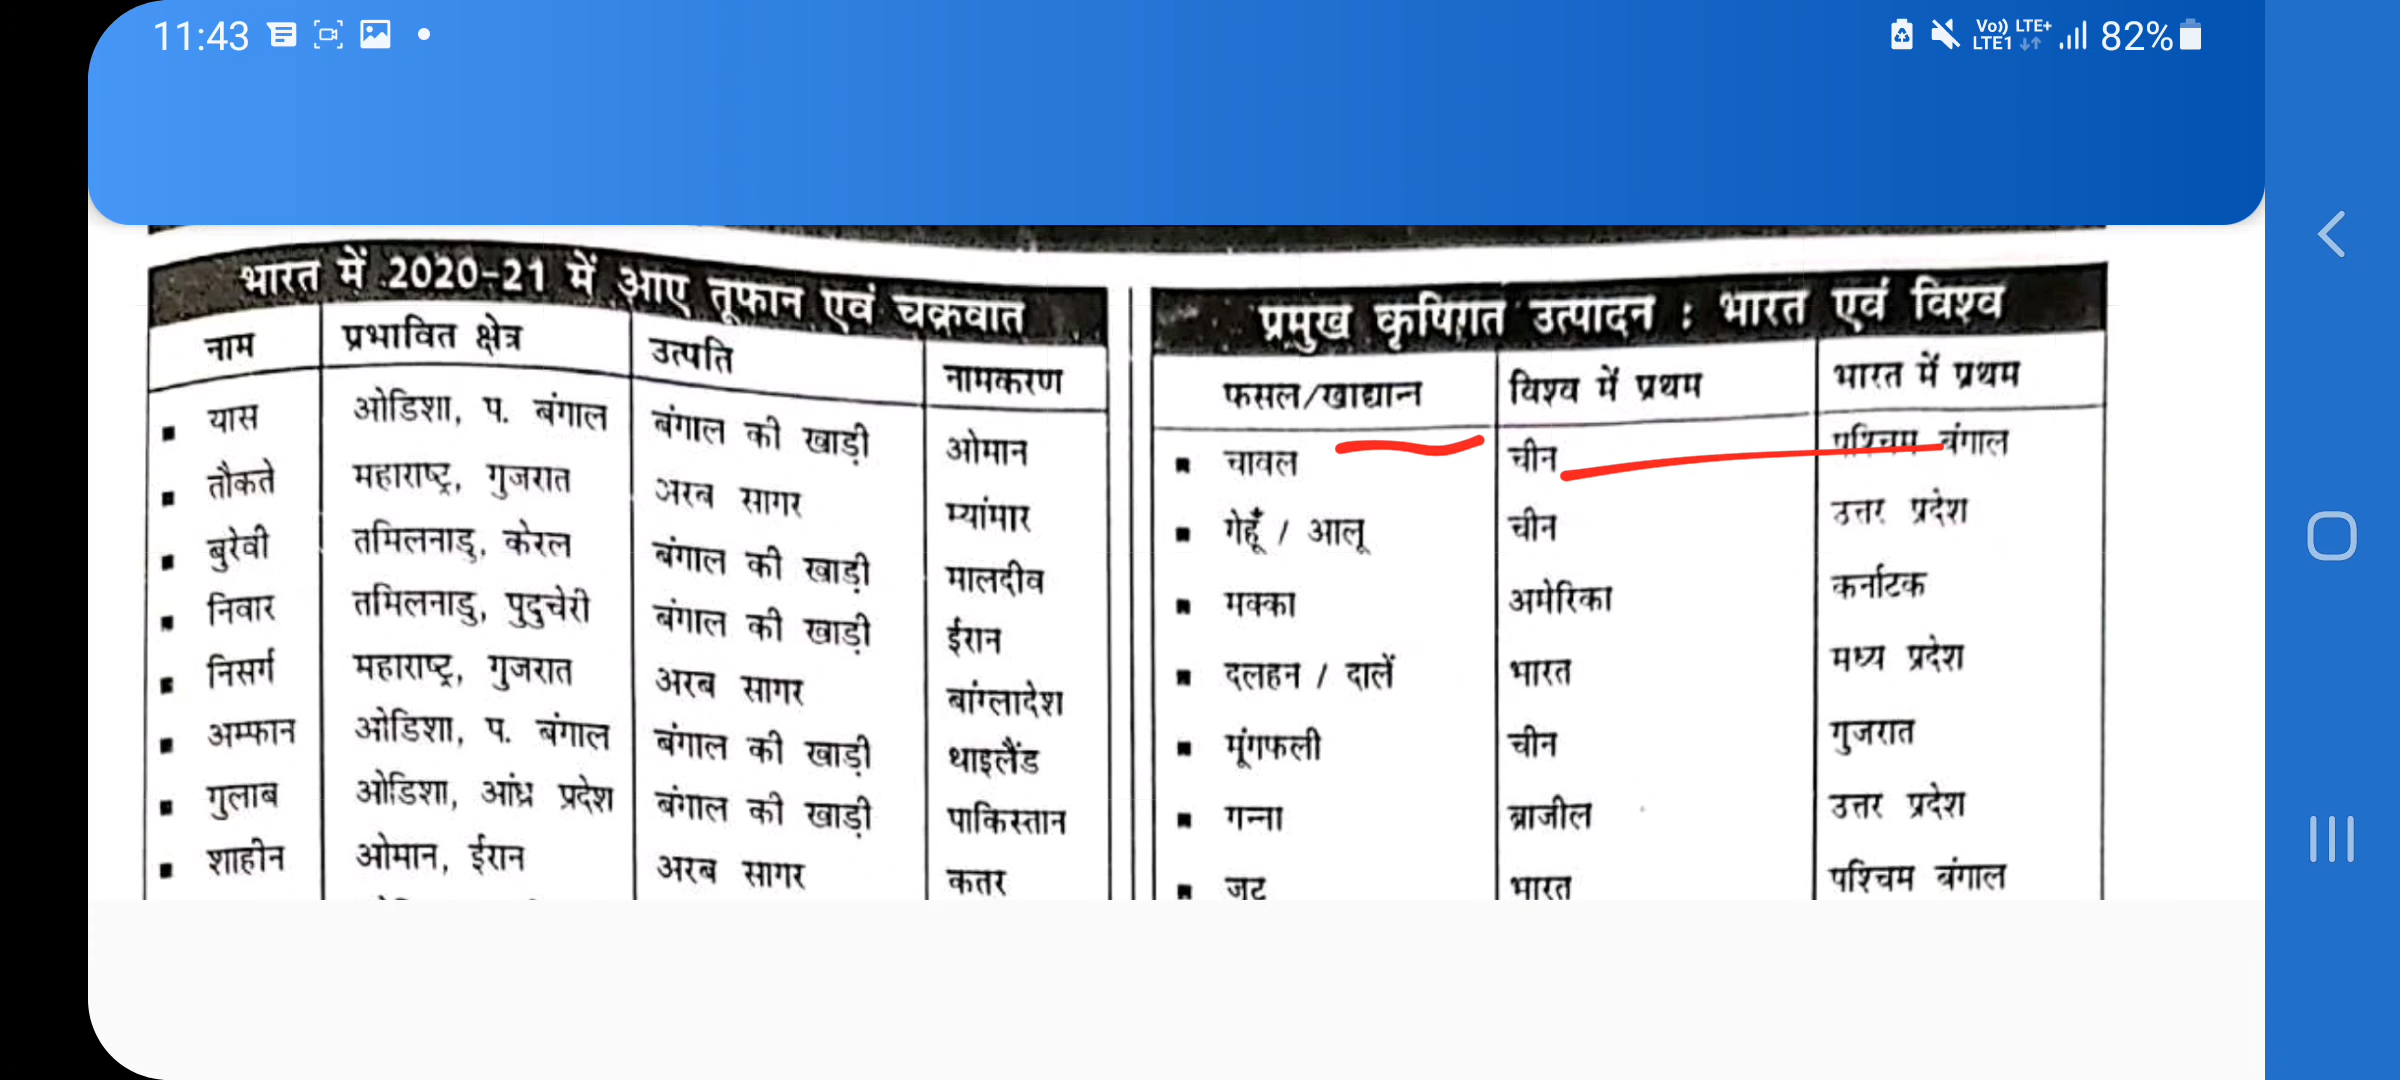 11:43
Vo)) LTE+
LTE1
82%
भारत में 2020-21 में आए तूफान एवं चक्रवात
नाम प्रभावित क्षेत्र उत्पति नामकरण
यास ओडिशा, प. बंगाल बंगाल की खाड़ी ओमान
तौकते महाराष्ट्र, गुजरात अरब सागर म्यांमार
बुरेवी तमिलनाडु, केरल बंगाल की खाड़ी मालदीव
निवार तमिलनाडु, पुदुचेरी बंगाल की खाड़ी ईरान
निसर्ग महाराष्ट्र, गुजरात अरब सागर बांग्लादेश
अम्फान ओडिशा, प. बंगाल बंगाल की खाड़ी थाइलैंड
गुलाब ओडिशा, आंध्र प्रदेश बंगाल की खाड़ी पाकिस्तान
शाहीन ओमान, ईरान अरब सागर कतर
प्रमुख कृषिगत उत्पादन : भारत एवं विश्व
फसल/खाद्यान्न विश्व में प्रथम भारत में प्रथम
चावल चीन पश्चिम बंगाल
गेहूँ / आलू चीन उत्तर प्रदेश
मक्का अमेरिका कर्नाटक
दलहन / दालें भारत मध्य प्रदेश
मूंगफली चीन गुजरात
गन्ना ब्राजील उत्तर प्रदेश
जूट भारत पश्चिम बंगाल